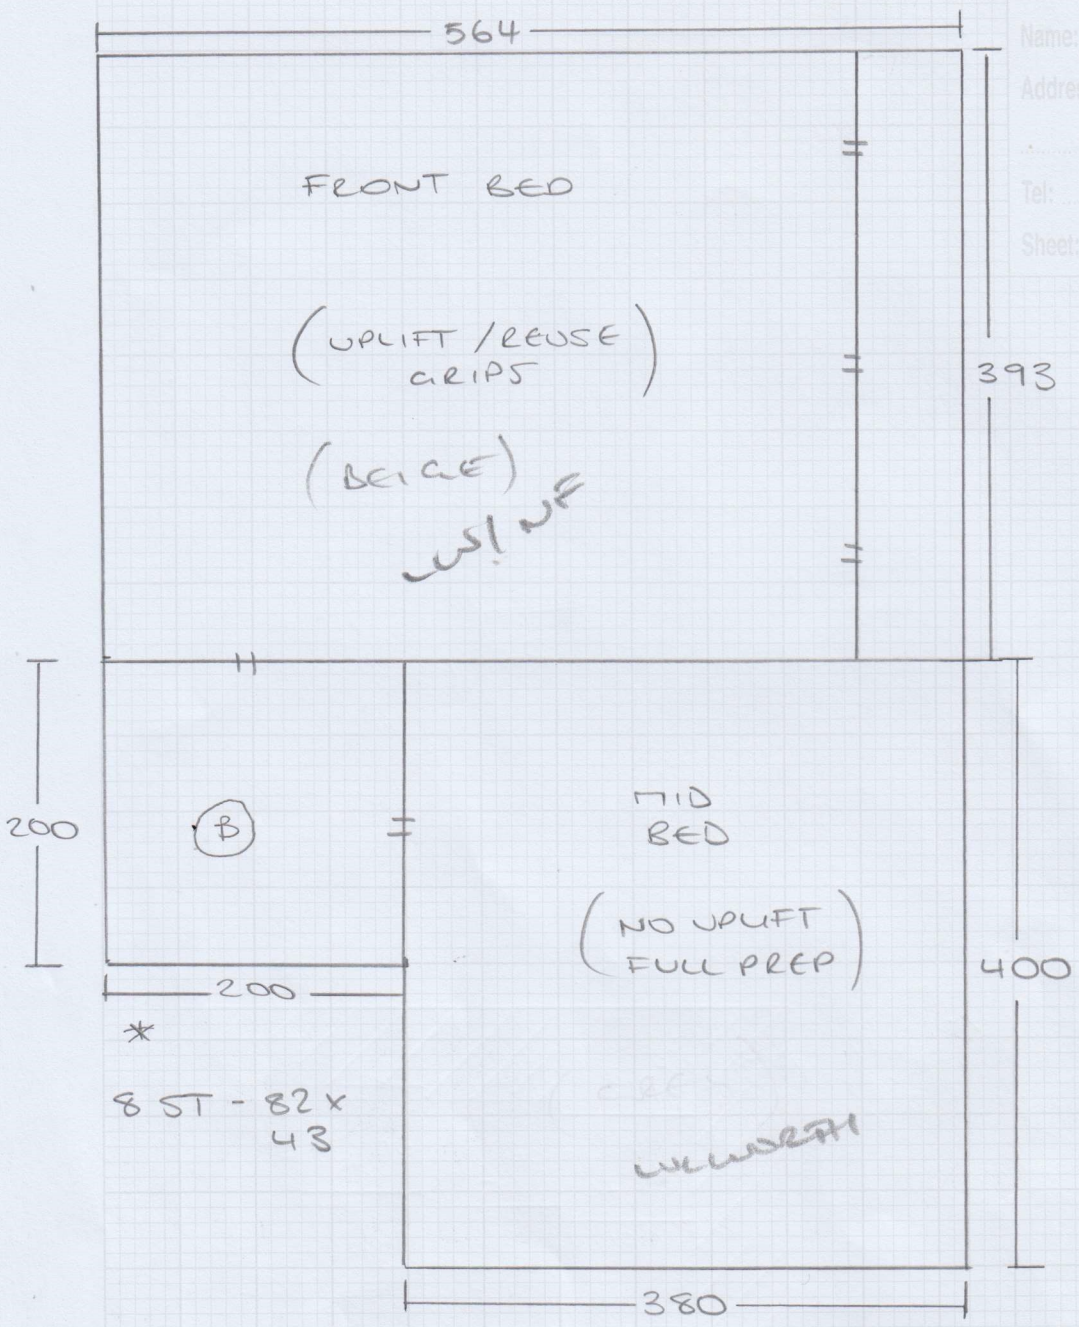 564
Name:
Addre
Tel:
Sheet:
FRONT BED
(UPLIFT / REUSE
GRIPS)
393
(BEIGE)
200
B
MID
BED
(NO UPLIFT
FULL PREP)
400
200
*
8 ST - 82 x
43
380